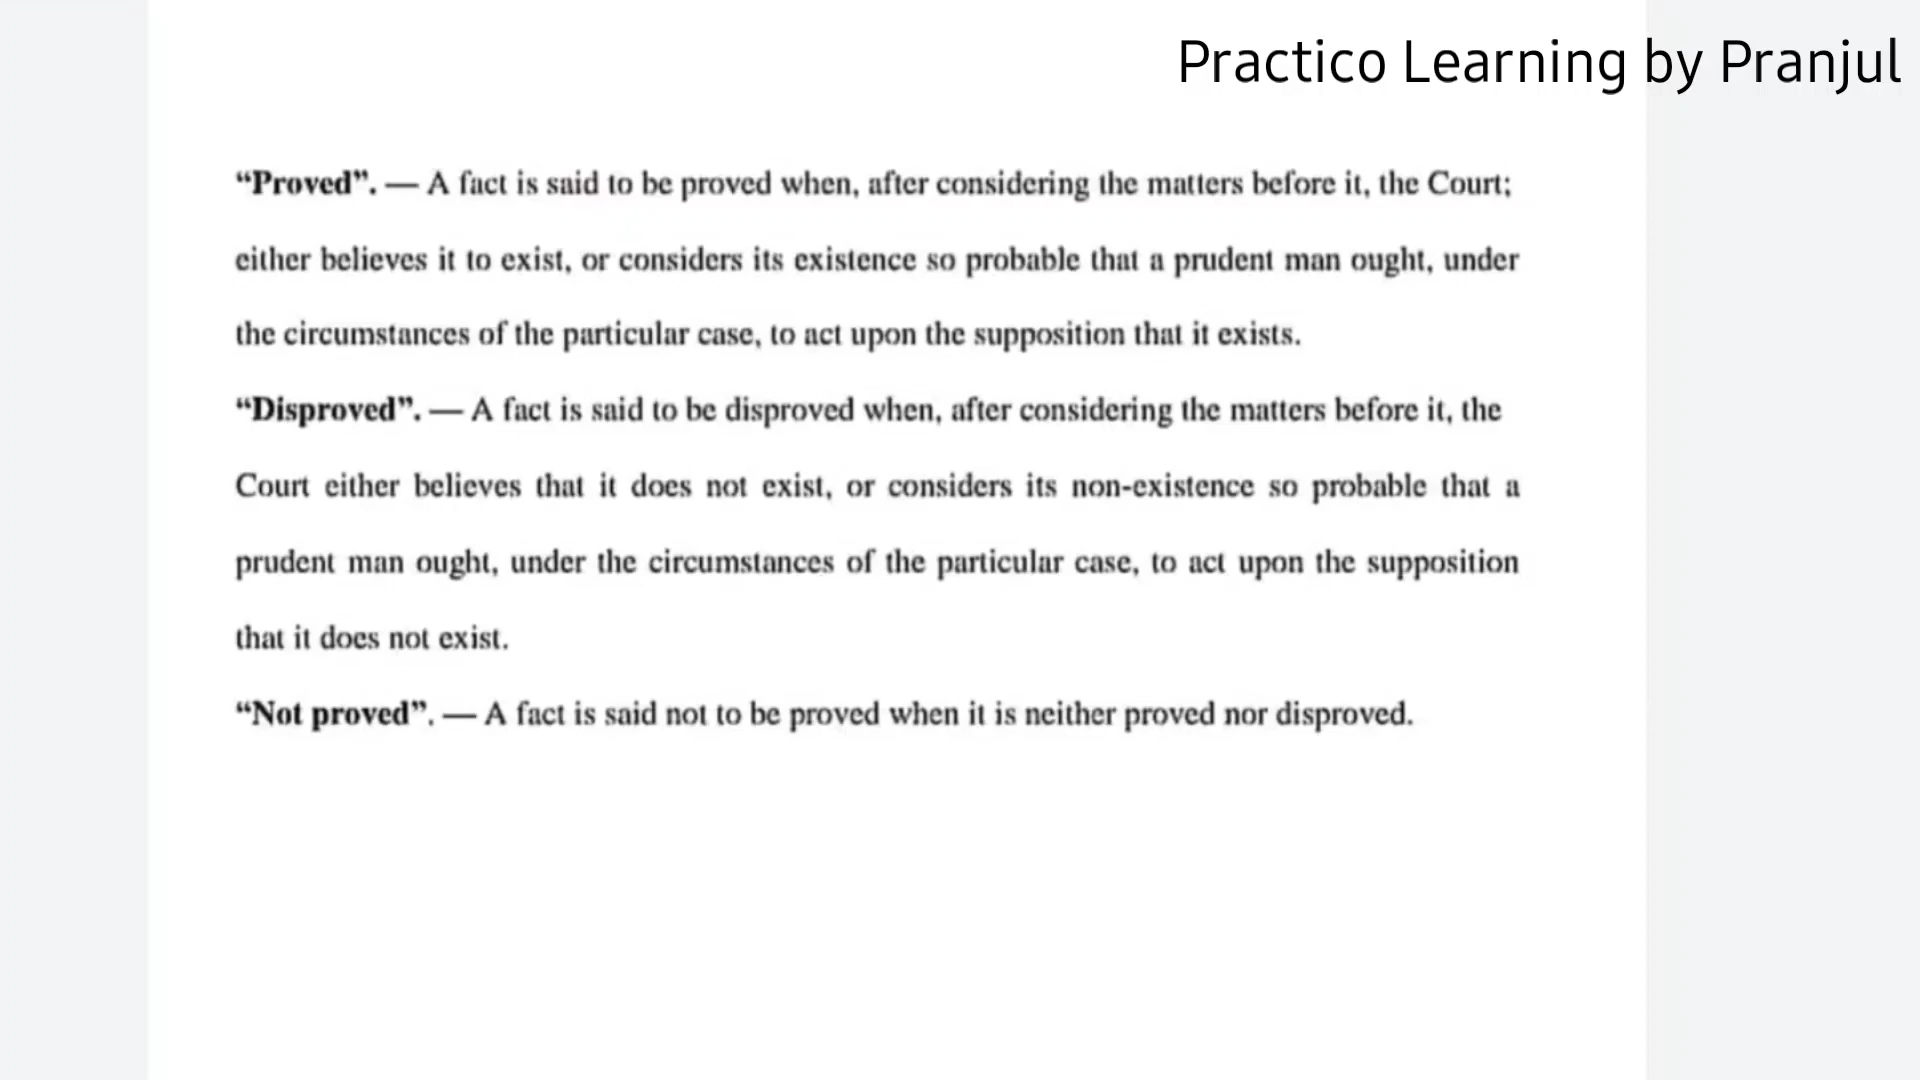 Practico Learning by Pranjul
“Proved”. — A fact is said to be proved when, after considering the matters before it, the Court;
either believes it to exist, or considers its existence so probable that a prudent man ought, under
the circumstances of the particular case, to act upon the supposition that it exists.
“Disproved”. — A fact is said to be disproved when, after considering the matters before it, the
Court either believes that it does not exist, or considers its non-existence so probable that a
prudent man ought, under the circumstances of the particular case, to act upon the supposition
that it does not exist.
“Not proved”. — A fact is said not to be proved when it is neither proved nor disproved.